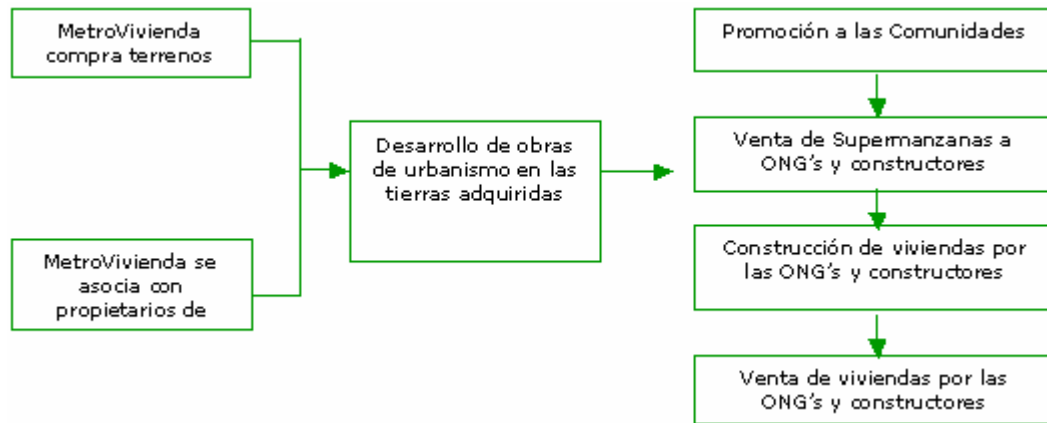 MetroVivienda
compra terrenos
MetroVivienda se
asocia con
propietarios de
Desarrollo de obras
de urbanismo en las
tierras adquiridas
Promoción a las Comunidades
Venta de Supermanzanas a
ONG's y constructores
Construcción de viviendas por
las ONG's y constructores
Venta de viviendas por las
ONG's y constructores